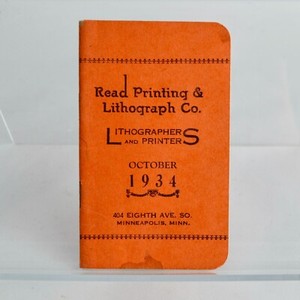 Read Printing &
Lithograph Co.
LITHOGRAPHERS
AND PRINTERS
OCTOBER
1934
404 EIGHTH AVE. SO.
MINNEAPOLIS, MINN.